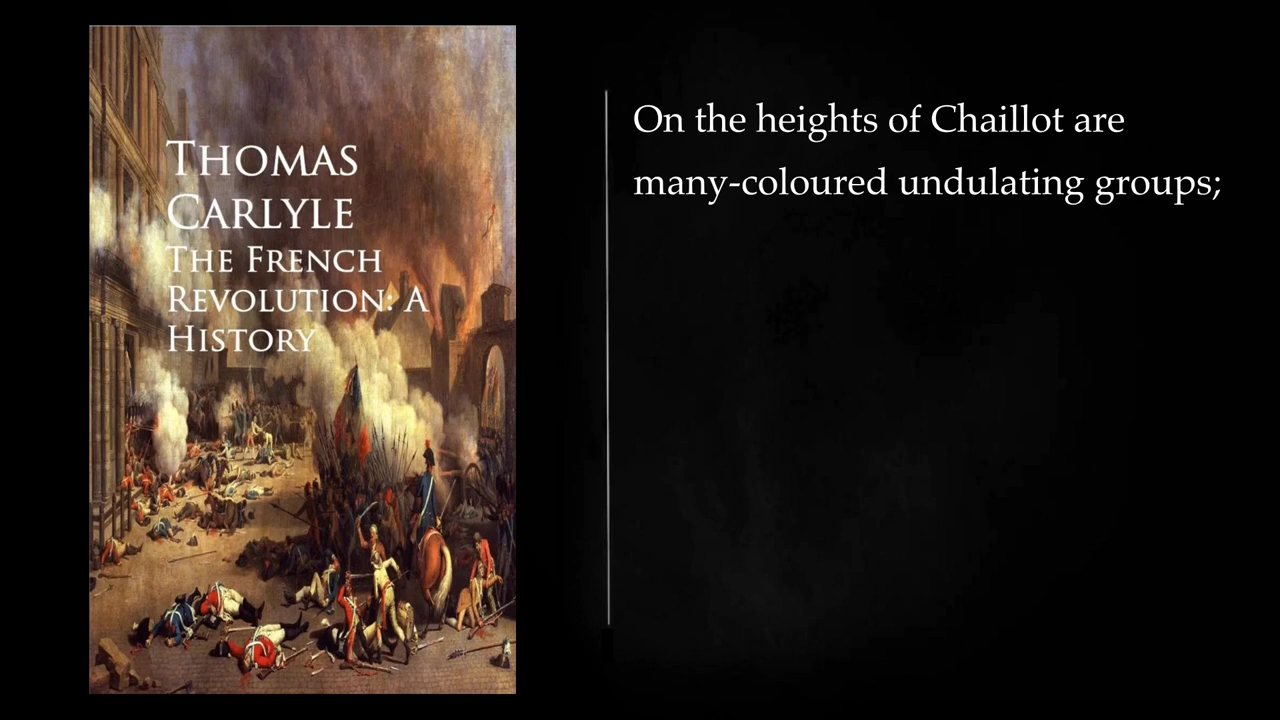 THOMAS
CARLYLE
THE FRENCH
REVOLUTION: A
HISTORY
On the heights of Chaillot are
many-coloured undulating groups;